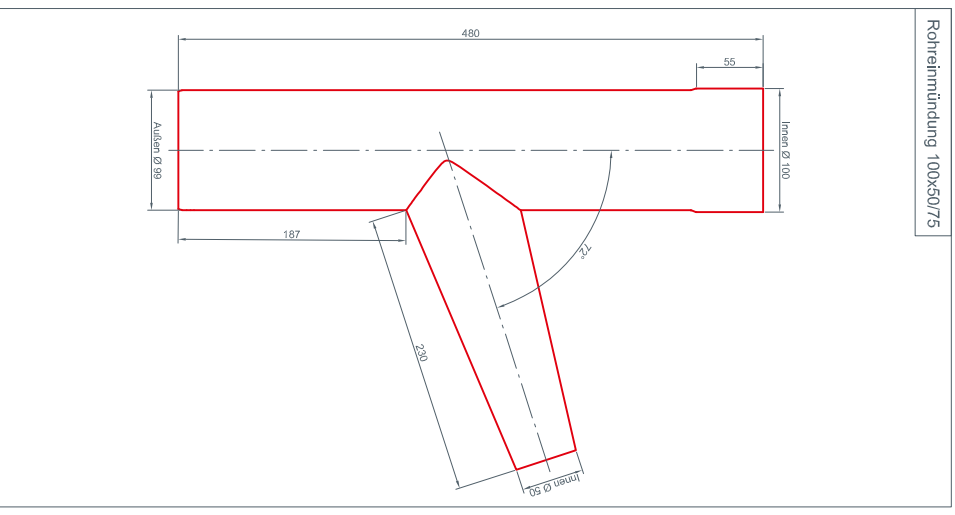 Rohreinmündung 100x50/75
480
55
Außen Ø 99
Innen Ø 100
187
72°
230
Innen Ø 50